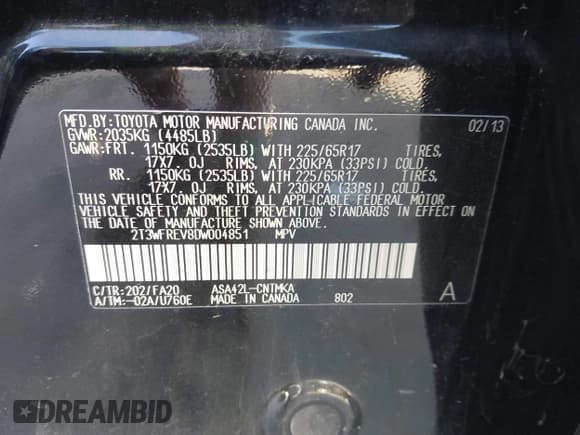 MFD.BY:TOYOTA MOTOR MANUFACTURING CANADA INC. 02/13
GVWR:2035KG (4485LB)
GAWR:FRT. 1150KG (2535LB) WITH 225/65R17 TIRES,
17X7.0J RIMS, AT 230KPA (33PSI) COLD.
RR. 1150KG (2535LB) WITH 225/65R17 TIRES,
17X7.0J RIMS, AT 230KPA (33PSI) COLD.
THIS VEHICLE CONFORMS TO ALL APPLICABLE FEDERAL MOTOR
VEHICLE SAFETY AND THEFT PREVENTION STANDARDS IN EFFECT ON
THE DATE OF MANUFACTURE SHOWN ABOVE.
2T3WFREV8DW004851 MPV
C/TR:202/FA20 ASA42L-CNTMKA
A/TM:-02A/U760E MADE IN CANADA 802 A
DREAMBID